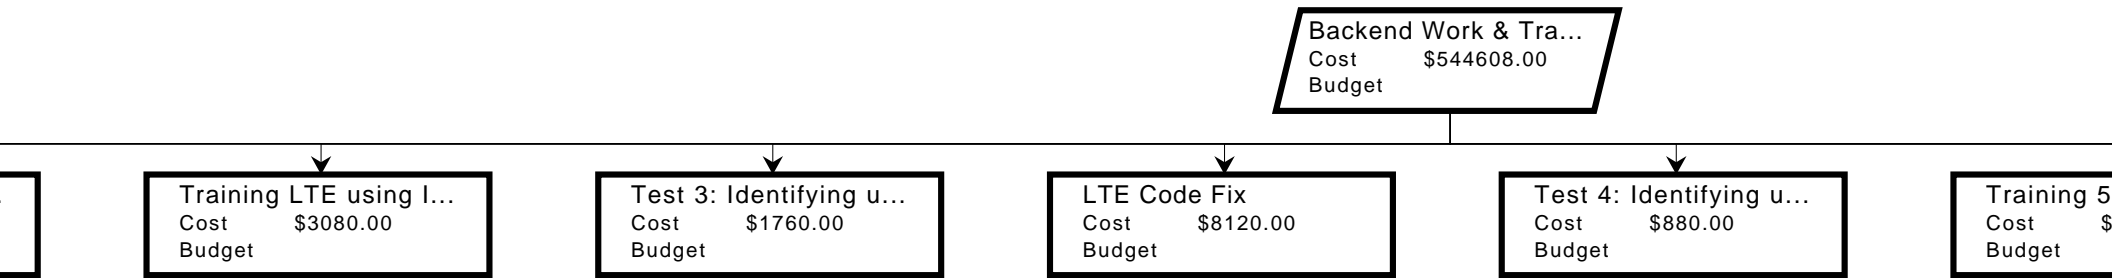 Backend Work & Tra...
Cost $544608.00
Budget
Training LTE using I...
Cost $3080.00
Budget
Test 3: Identifying u...
Cost $1760.00
Budget
LTE Code Fix
Cost $8120.00
Budget
Test 4: Identifying u...
Cost $880.00
Budget
Training 5
Cost $
Budget